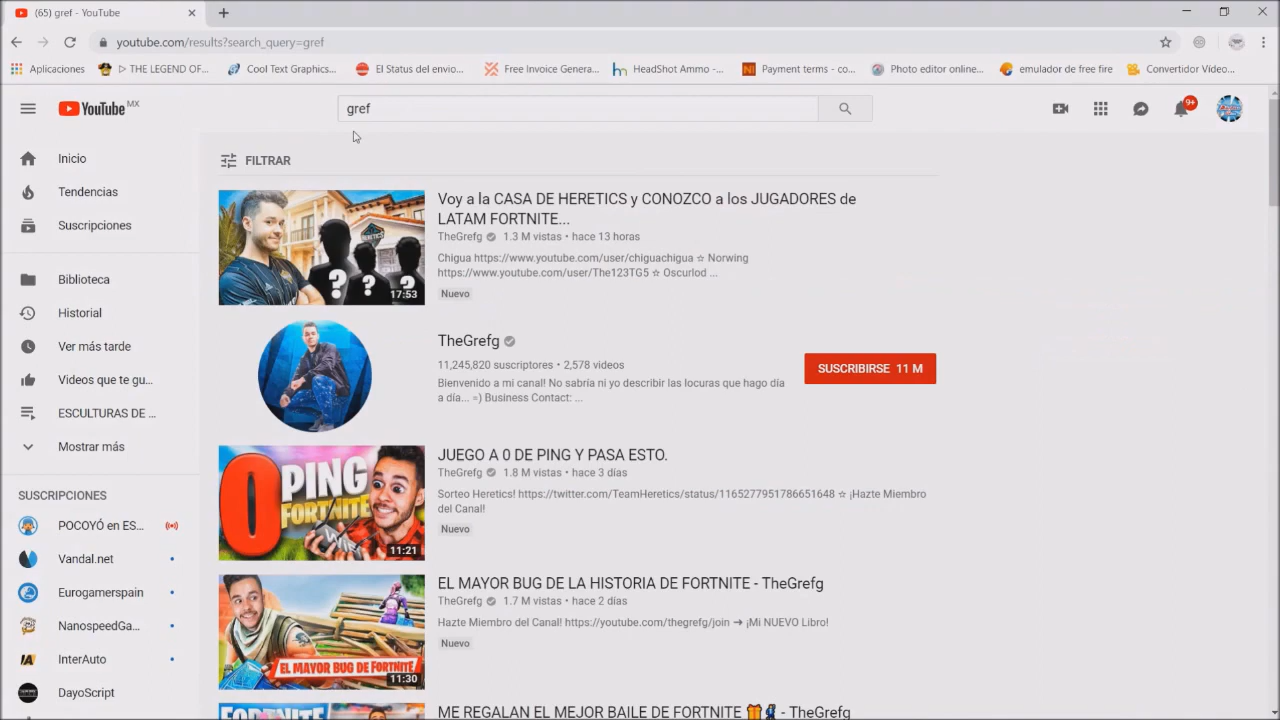 (65) gref - YouTube
youtube.com/results?search_query=gref
Aplicaciones
▷ THE LEGEND OF...
Cool Text Graphics...
El Status del envio...
Free Invoice Genera...
HeadShot Ammo -...
Payment terms - co...
Photo editor online...
emulador de free fire
Convertidor Vídeo...
YouTube MX
gref
9+
Inicio
Tendencias
Suscripciones
Biblioteca
Historial
Ver más tarde
Videos que te gu...
ESCULTURAS DE ...
Mostrar más
SUSCRIPCIONES
POCOYÓ en ES...
Vandal.net
Eurogamerspain
NanospeedGa...
InterAuto
DayoScript
FILTRAR
HERETICS
? ? ?
17:53
Voy a la CASA DE HERETICS y CONOZCO a los JUGADORES de
LATAM FORTNITE...
TheGrefg 1.3 M vistas • hace 13 horas
Chigua https://www.youtube.com/user/chiguachigua ☆ Norwing
https://www.youtube.com/user/The123TG5 ☆ Oscurlod ...
Nuevo
TheGrefg
11,245,820 suscriptores • 2,578 videos
Bienvenido a mi canal! No sabría ni yo describir las locuras que hago día
a día... =) Business Contact: ...
SUSCRIBIRSE 11 M
0 PING
FORTNITE
11:21
JUEGO A 0 DE PING Y PASA ESTO.
TheGrefg 1.8 M vistas • hace 3 días
Sorteo Heretics! https://twitter.com/TeamHeretics/status/1165277951786651648 ☆ ¡Hazte Miembro
del Canal!
Nuevo
EL MAYOR BUG DE FORTNITE
11:30
EL MAYOR BUG DE LA HISTORIA DE FORTNITE - TheGrefg
TheGrefg 1.7 M vistas • hace 2 días
Hazte Miembro del Canal! https://youtube.com/thegrefg/join ➔ ¡Mi NUEVO Libro!
Nuevo
FORTNITE
ME REGALAN EL MEJOR BAILE DE FORTNITE - TheGrefg